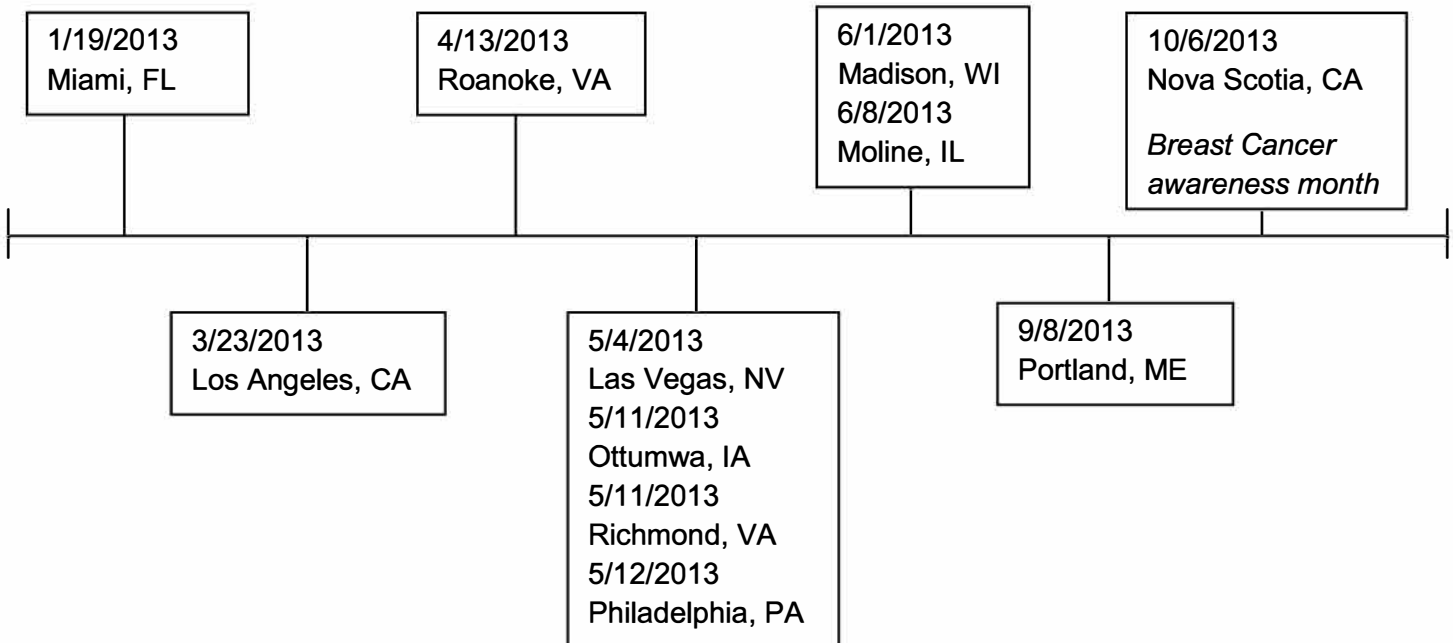 1/19/2013
Miami, FL
3/23/2013
Los Angeles, CA
4/13/2013
Roanoke, VA
5/4/2013
Las Vegas, NV
5/11/2013
Ottumwa, IA
5/11/2013
Richmond, VA
5/12/2013
Philadelphia, PA
6/1/2013
Madison, WI
6/8/2013
Moline, IL
9/8/2013
Portland, ME
10/6/2013
Nova Scotia, CA
Breast Cancer
awareness month